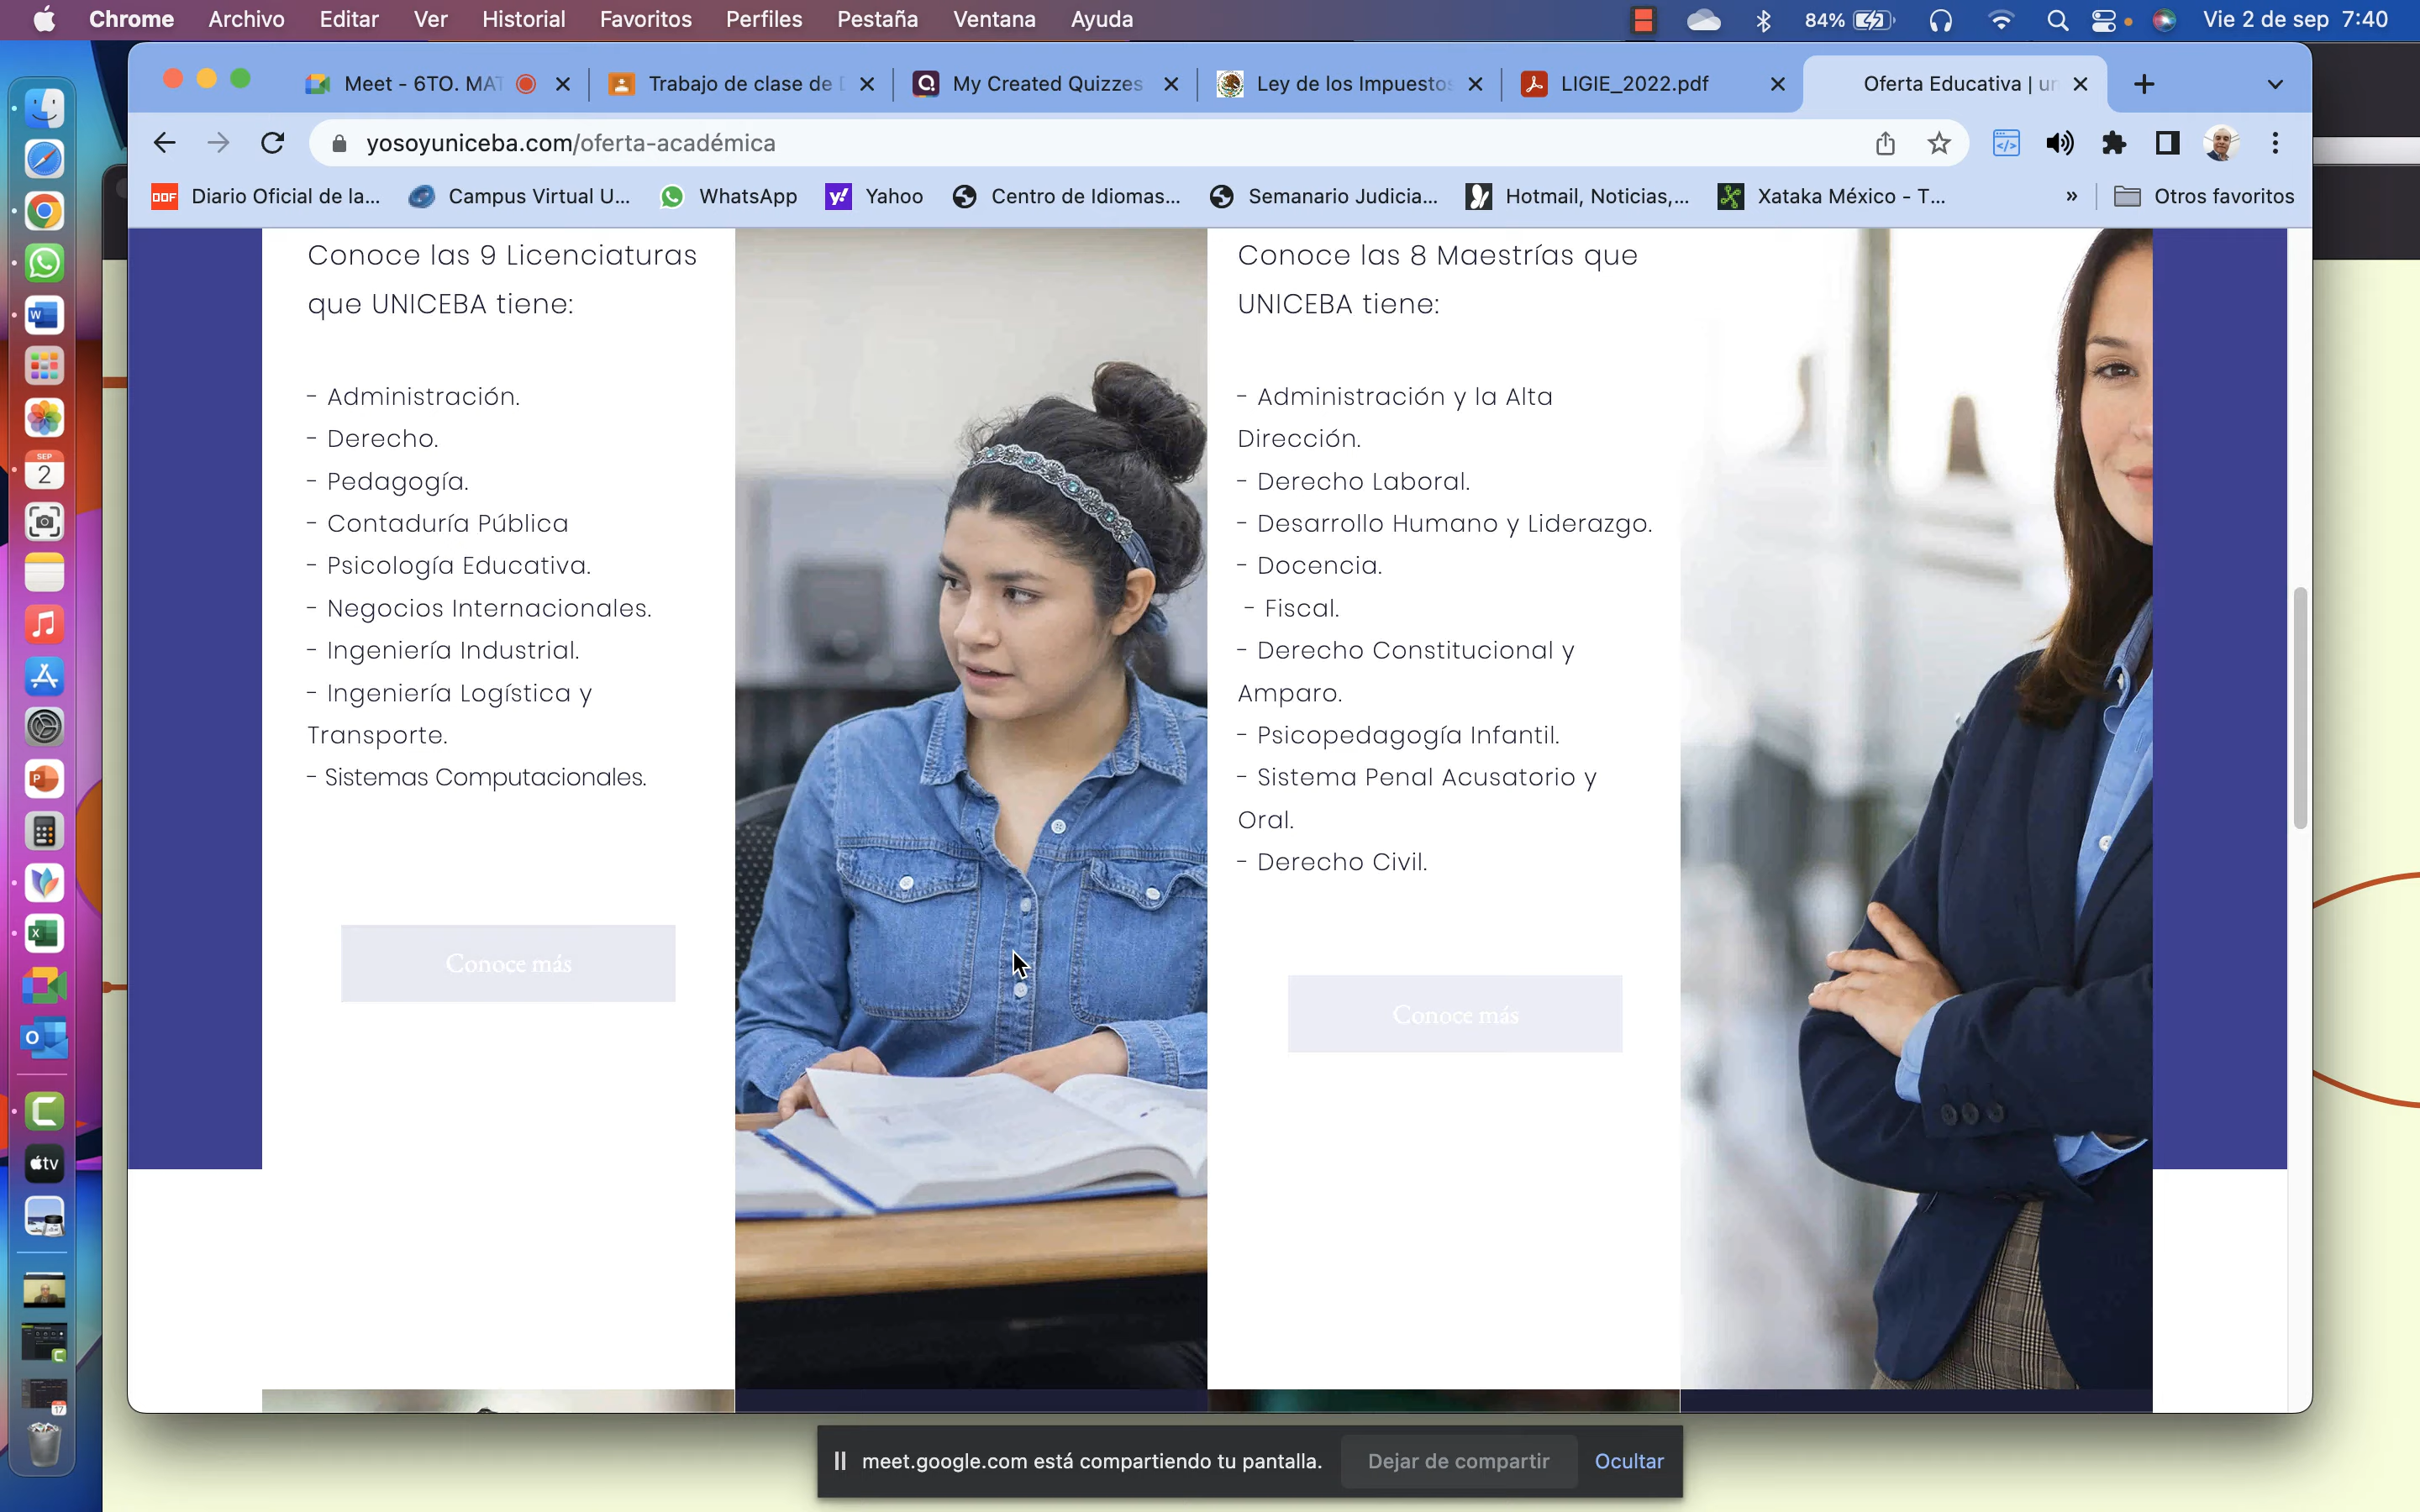 Chrome Archivo Editar Ver Historial Favoritos Perfiles Pestaña Ventana Ayuda 84% Vie 2 de sep 7:40
Meet - 6TO. MAT Trabajo de clase de D My Created Quizzes Ley de los Impuestos LIGIE_2022.pdf Oferta Educativa | un
yosoyuniceba.com/oferta-académica
DOF Diario Oficial de la... Campus Virtual U... WhatsApp Yahoo Centro de Idiomas... Semanario Judicia... Hotmail, Noticias,... Xataka México - T... » Otros favoritos
Conoce las 9 Licenciaturas
que UNICEBA tiene:
- Administración.
- Derecho.
- Pedagogía.
- Contaduría Pública
- Psicología Educativa.
- Negocios Internacionales.
- Ingeniería Industrial.
- Ingeniería Logística y
Transporte.
- Sistemas Computacionales.
Conoce más
Conoce las 8 Maestrías que
UNICEBA tiene:
- Administración y la Alta
Dirección.
- Derecho Laboral.
- Desarrollo Humano y Liderazgo.
- Docencia.
- Fiscal.
- Derecho Constitucional y
Amparo.
- Psicopedagogía Infantil.
- Sistema Penal Acusatorio y
Oral.
- Derecho Civil.
Conoce más
SEP
2
tv
17
meet.google.com está compartiendo tu pantalla. Dejar de compartir Ocultar